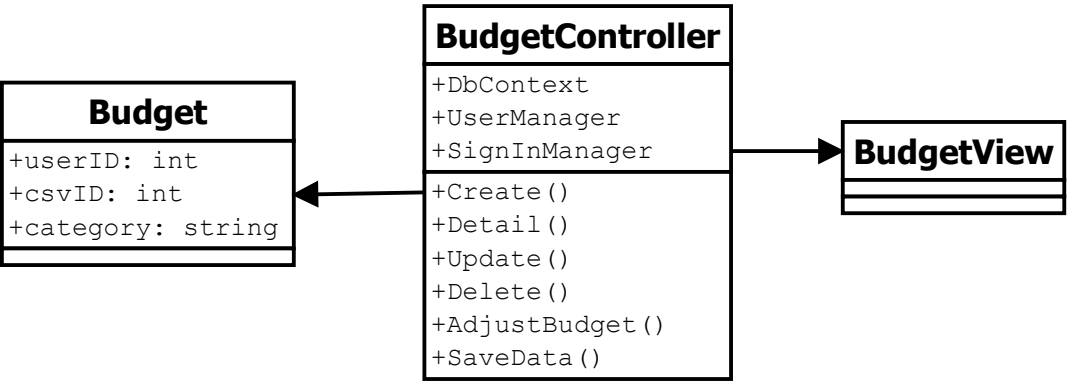 Budget
+userID: int
+csvID: int
+category: string
BudgetController
+DbContext
+UserManager
+SignInManager
+Create()
+Detail()
+Update()
+Delete()
+AdjustBudget()
+SaveData()
BudgetView